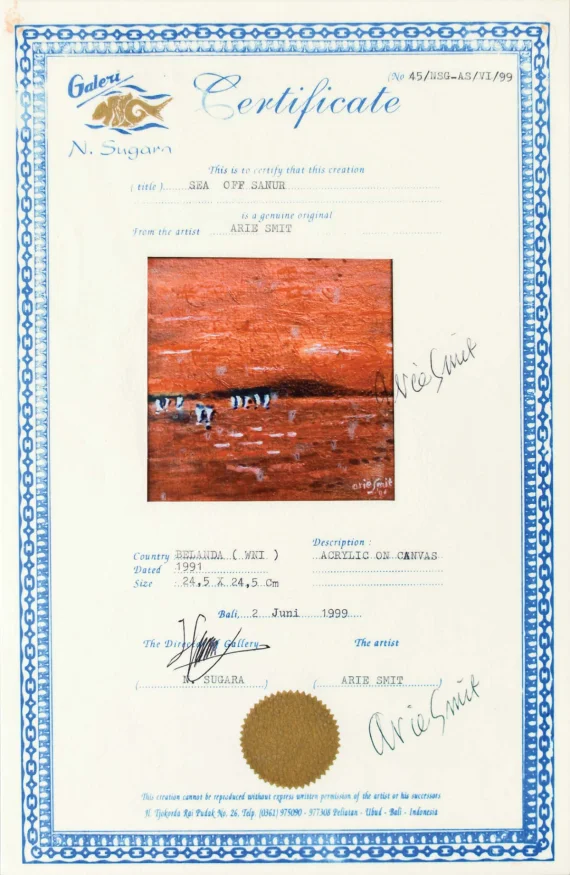 Galeri
N. Sugara
Certificate
No 45/NSG-AS/VI/99
This is to certify that this creation
( title ) SEA OFF SANUR
is a genuine original
From the artist ARIE SMIT
Arie Smit
arie Smit
Country BELANDA ( WNI )
Dated 1991
Size : 24,5 X 24,5 Cm
Description :
ACRYLIC ON CANVAS
Bali, 2 Juni 1999
The Director Gallery
( N. SUGARA )
The artist
( ARIE SMIT )
Arie Smit
This creation cannot be reproduced without express written permission of the artist or his successors
Jl. Tjokorda Rai Pudak No. 26, Telp. (0361) 975090 - 977308 Peliatan - Ubud - Bali - Indonesia